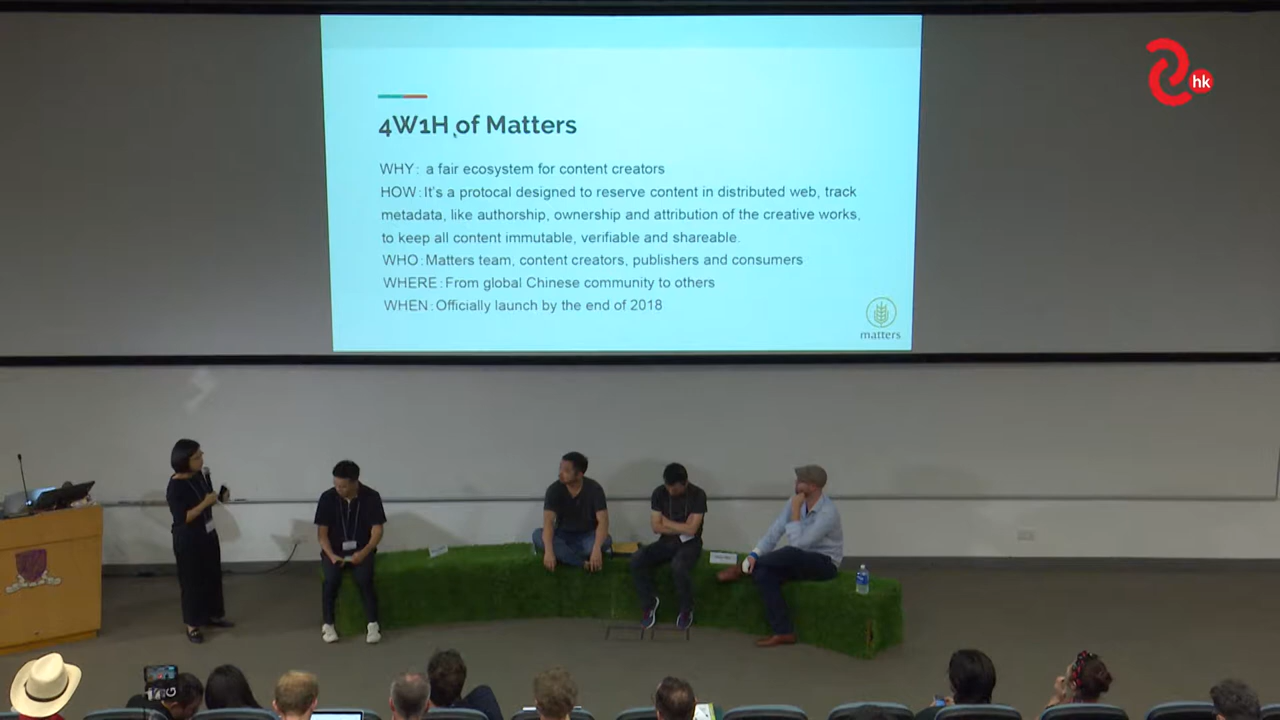 hk
4W1H of Matters
WHY: a fair ecosystem for content creators
HOW: It's a protocal designed to reserve content in distributed web, track
metadata, like authorship, ownership and attribution of the creative works,
to keep all content immutable, verifiable and shareable.
WHO: Matters team, content creators, publishers and consumers
WHERE: From global Chinese community to others
WHEN: Officially launch by the end of 2018
matters